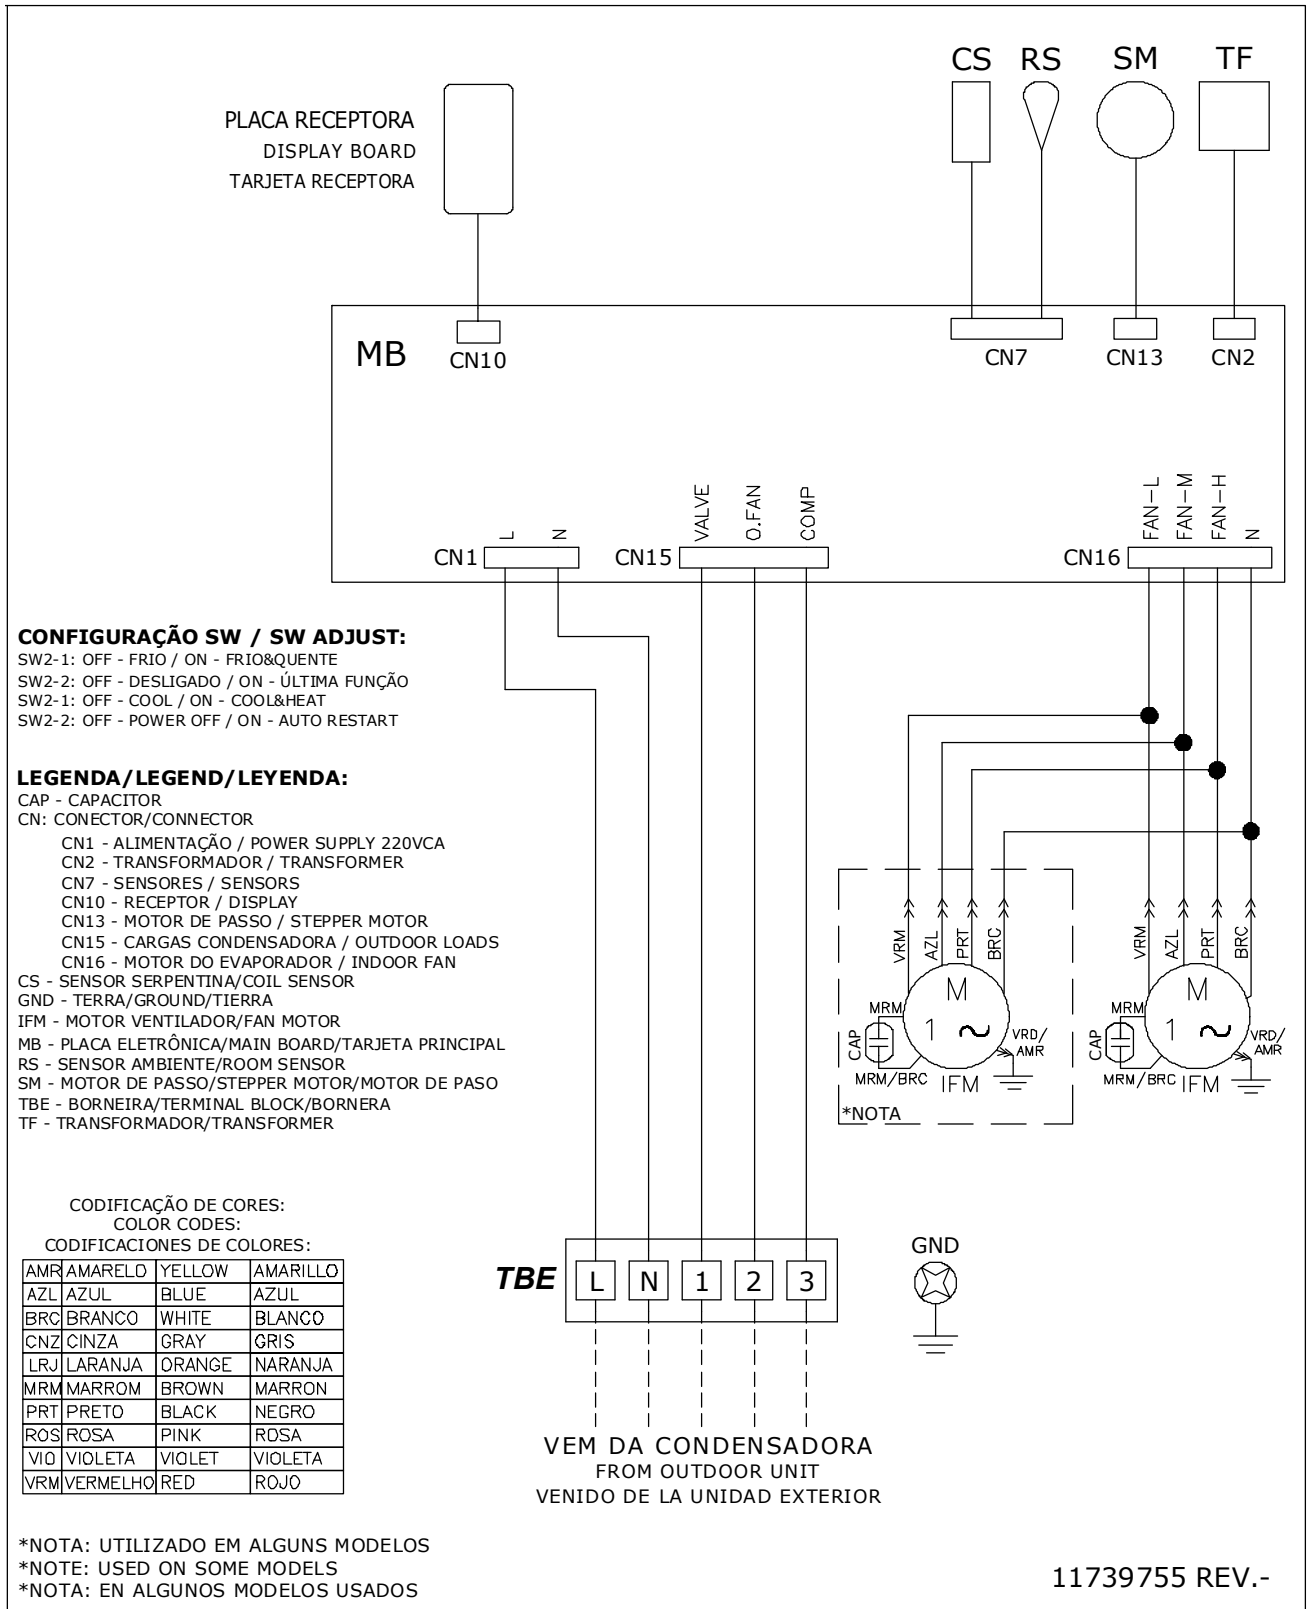 CS RS SM TF
PLACA RECEPTORA
DISPLAY BOARD
TARJETA RECEPTORA
MB
CN10
CN7
CN13
CN2
L
N
CN1
VALVE
O.FAN
COMP
CN15
FAN-L
FAN-M
FAN-H
N
CN16
CONFIGURAÇÃO SW / SW ADJUST:
SW2-1: OFF - FRIO / ON - FRIO&QUENTE
SW2-2: OFF - DESLIGADO / ON - ÚLTIMA FUNÇÃO
SW2-1: OFF - COOL / ON - COOL&HEAT
SW2-2: OFF - POWER OFF / ON - AUTO RESTART
LEGENDA/LEGEND/LEYENDA:
CAP - CAPACITOR
CN: CONECTOR/CONNECTOR
CN1 - ALIMENTAÇÃO / POWER SUPPLY 220VCA
CN2 - TRANSFORMADOR / TRANSFORMER
CN7 - SENSORES / SENSORS
CN10 - RECEPTOR / DISPLAY
CN13 - MOTOR DE PASSO / STEPPER MOTOR
CN15 - CARGAS CONDENSADORA / OUTDOOR LOADS
CN16 - MOTOR DO EVAPORADOR / INDOOR FAN
CS - SENSOR SERPENTINA/COIL SENSOR
GND - TERRA/GROUND/TIERRA
IFM - MOTOR VENTILADOR/FAN MOTOR
MB - PLACA ELETRÔNICA/MAIN BOARD/TARJETA PRINCIPAL
RS - SENSOR AMBIENTE/ROOM SENSOR
SM - MOTOR DE PASSO/STEPPER MOTOR/MOTOR DE PASO
TBE - BORNEIRA/TERMINAL BLOCK/BORNERA
TF - TRANSFORMADOR/TRANSFORMER
VRM
AZL
PRT
BRC
MRM
M
1 ~
CAP
VRD/
AMR
MRM/BRC
IFM
*NOTA
VRM
AZL
PRT
BRC
MRM
M
1 ~
CAP
VRD/
AMR
MRM/BRC
IFM
CODIFICAÇÃO DE CORES:
COLOR CODES:
CODIFICACIONES DE COLORES:
AMR AMARELO YELLOW AMARILLO
AZL AZUL BLUE AZUL
BRC BRANCO WHITE BLANCO
CNZ CINZA GRAY GRIS
LRJ LARANJA ORANGE NARANJA
MRM MARROM BROWN MARRON
PRT PRETO BLACK NEGRO
ROS ROSA PINK ROSA
VIO VIOLETA VIOLET VIOLETA
VRM VERMELHO RED ROJO
TBE L N 1 2 3
GND
VEM DA CONDENSADORA
FROM OUTDOOR UNIT
VENIDO DE LA UNIDAD EXTERIOR
*NOTA: UTILIZADO EM ALGUNS MODELOS
*NOTE: USED ON SOME MODELS
*NOTA: EN ALGUNOS MODELOS USADOS
11739755 REV.-